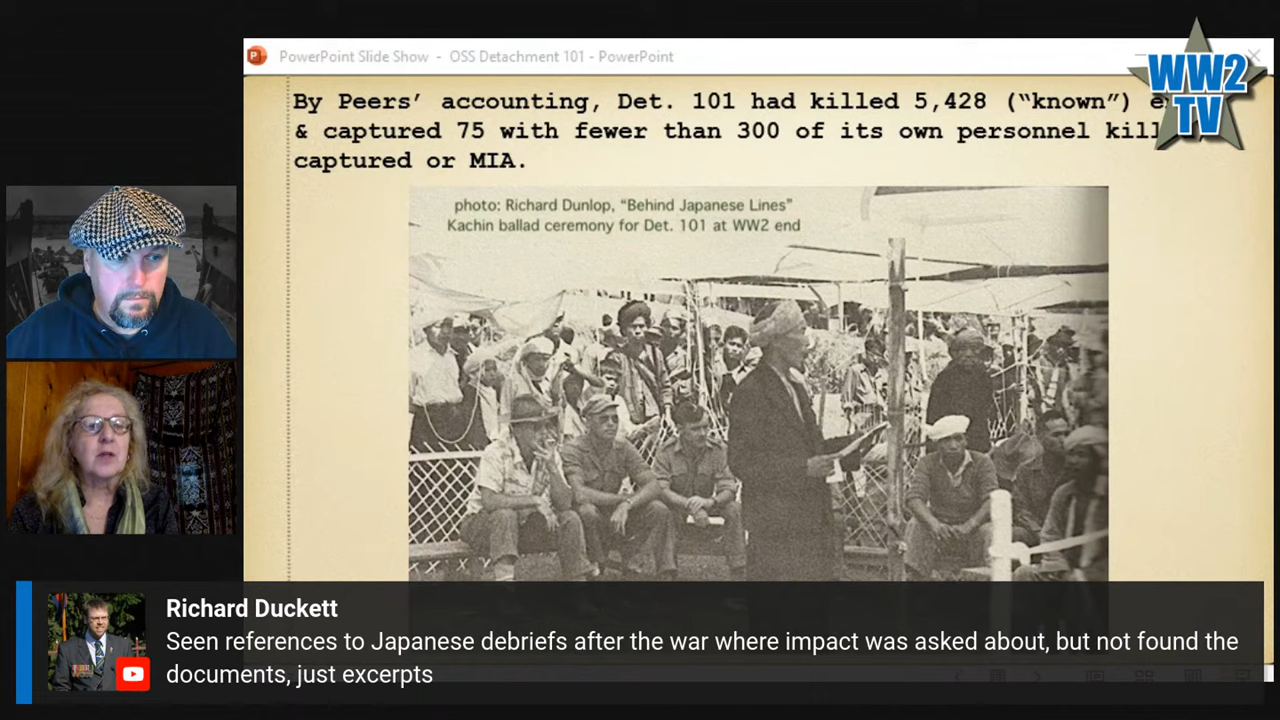 PowerPoint Slide Show - OSS Detachment 101 - PowerPoint
WW2
TV
By Peers’ accounting, Det. 101 had killed 5,428 (“known”)
& captured 75 with fewer than 300 of its own personnel
captured or MIA.
photo: Richard Dunlop, “Behind Japanese Lines”
Kachin ballad ceremony for Det. 101 at WW2 end
Richard Duckett
Seen references to Japanese debriefs after the war where impact was asked about, but not found the
documents, just excerpts